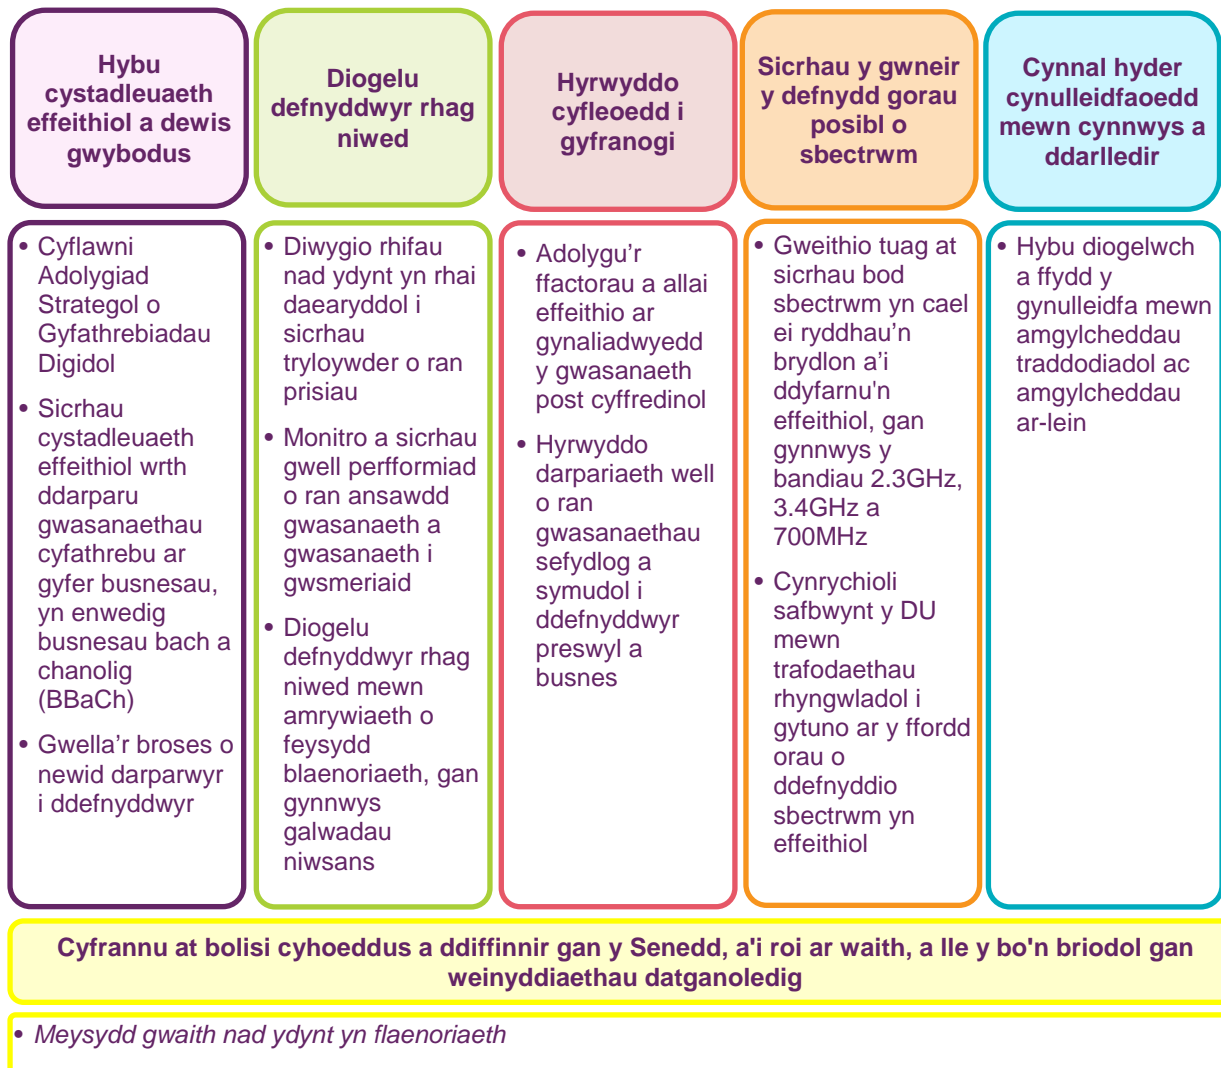 Hybu
cystadleuaeth
effeithiol a dewis
gwybodus
Diogelu
defnyddwyr rhag
niwed
Hyrwyddo
cyfleoedd i
gyfranogi
Sicrhau y gwneir
y defnydd gorau
posibl o
sbectrwm
Cynnal hyder
cynulleidfaoedd
mewn cynnwys a
ddarlledir
• Cyflawni
Adolygiad
Strategol o
Gyfathrebiadau
Digidol
• Sicrhau
cystadleuaeth
effeithiol wrth
ddarparu
gwasanaethau
cyfathrebu ar
gyfer busnesau,
yn enwedig
busnesau bach a
chanolig
(BBaCh)
• Gwella’r broses o
newid darparwyr
i ddefnyddwyr
• Diwygio rhifau
nad ydynt yn rhai
daearyddol i
sicrhau
tryloywder o ran
prisiau
• Monitro a sicrhau
gwell perfformiad
o ran ansawdd
gwasanaeth a
gwasanaeth i
gwsmeriaid
• Diogelu
defnyddwyr rhag
niwed mewn
amrywiaeth o
feysydd
blaenoriaeth, gan
gynnwys
galwadau
niwsans
• Adolygu’r
ffactorau a allai
effeithio ar
gynaliadwyedd
y gwasanaeth
post cyffredinol
• Hyrwyddo
darpariaeth well
o ran
gwasanaethau
sefydlog a
symudol i
ddefnyddwyr
preswyl a
busnes
• Gweithio tuag at
sicrhau bod
sbectrwm yn cael
ei ryddhau’n
brydlon a’i
ddyfarnu'n
effeithiol, gan
gynnwys y
bandiau 2.3GHz,
3.4GHz a
700MHz
• Cynrychioli
safbwynt y DU
mewn
trafodaethau
rhyngwladol i
gytuno ar y ffordd
orau o
ddefnyddio
sbectrwm yn
effeithiol
• Hybu diogelwch
a ffydd y
gynulleidfa mewn
amgylcheddau
traddodiadol ac
amgylcheddau
ar-lein
Cyfrannu at bolisi cyhoeddus a ddiffinnir gan y Senedd, a'i roi ar waith, a lle y bo'n briodol gan
weinyddiaethau datganoledig
• Meysydd gwaith nad ydynt yn flaenoriaeth